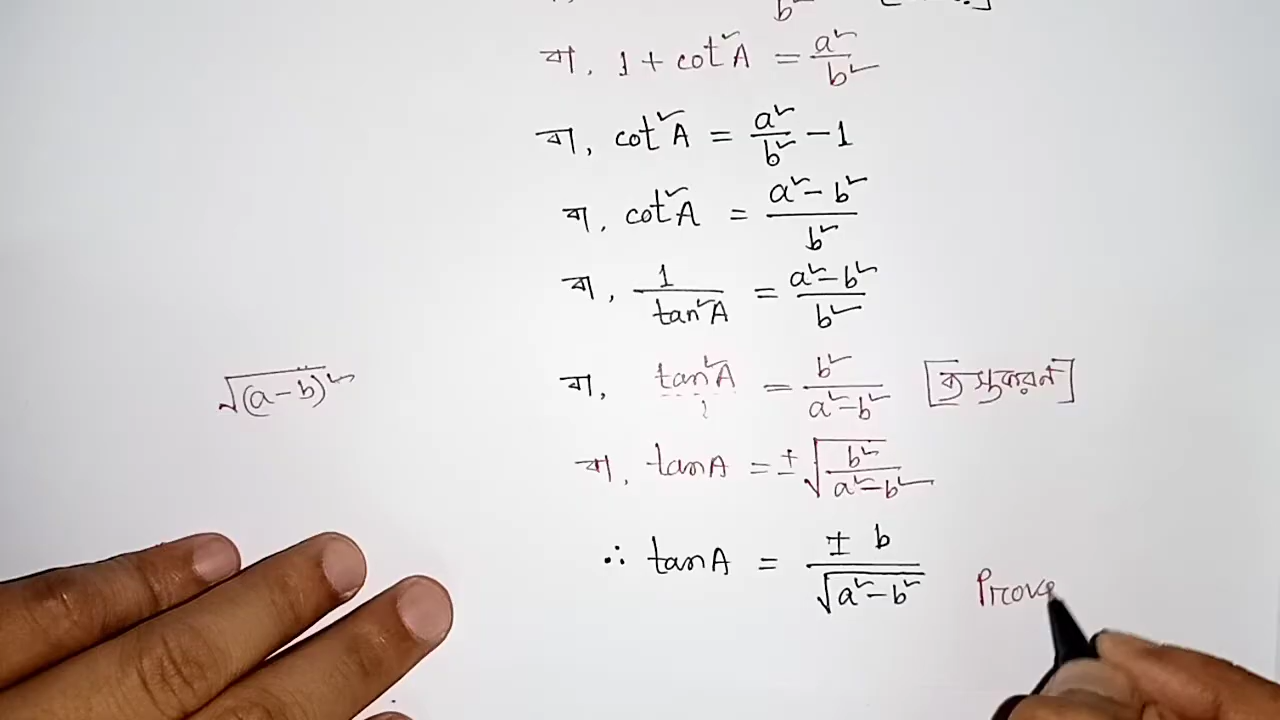 বা, 1 + cot²A = a²/b²
বা, cot²A = a²/b² − 1
বা, cot²A = (a² − b²)/b²
বা, 1/tan²A = (a² − b²)/b²
√(a−b)²
বা, tan²A = b²/(a² − b²) [ব্যস্তকরণ]
বা, tanA = ±√(b²/(a² − b²))
∴ tanA = ± b/√(a² − b²)
Prove